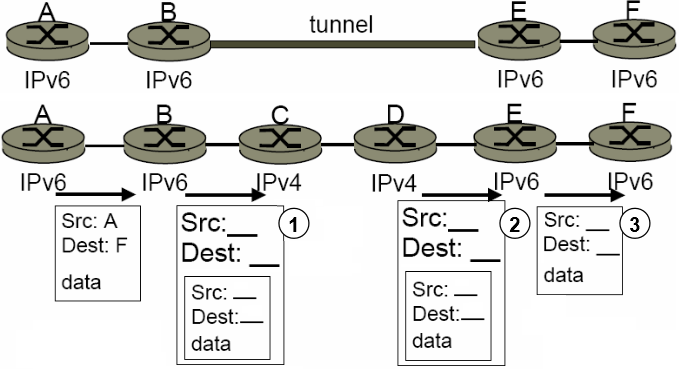 A B tunnel E F
IPv6 IPv6 IPv6 IPv6
A B C D E F
IPv6 IPv6 IPv4 IPv4 IPv6 IPv6
Src: A
Dest: F
data
Src:__
Dest: __
Src: __
Dest:__
data
1
Src:__
Dest: __
Src: __
Dest:__
data
2
Src: __
Dest: __
data
3